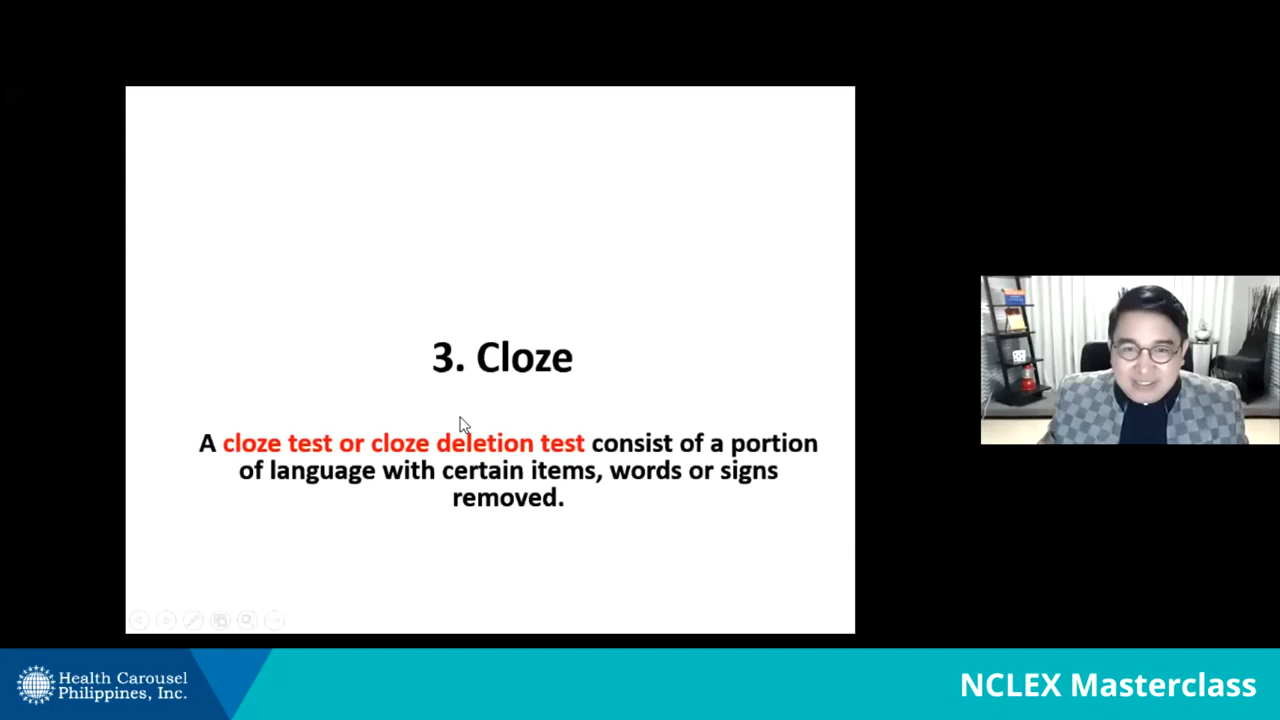 3. Cloze
A cloze test or cloze deletion test consist of a portion
of language with certain items, words or signs
removed.
Health Carousel
Philippines, Inc.
NCLEX Masterclass